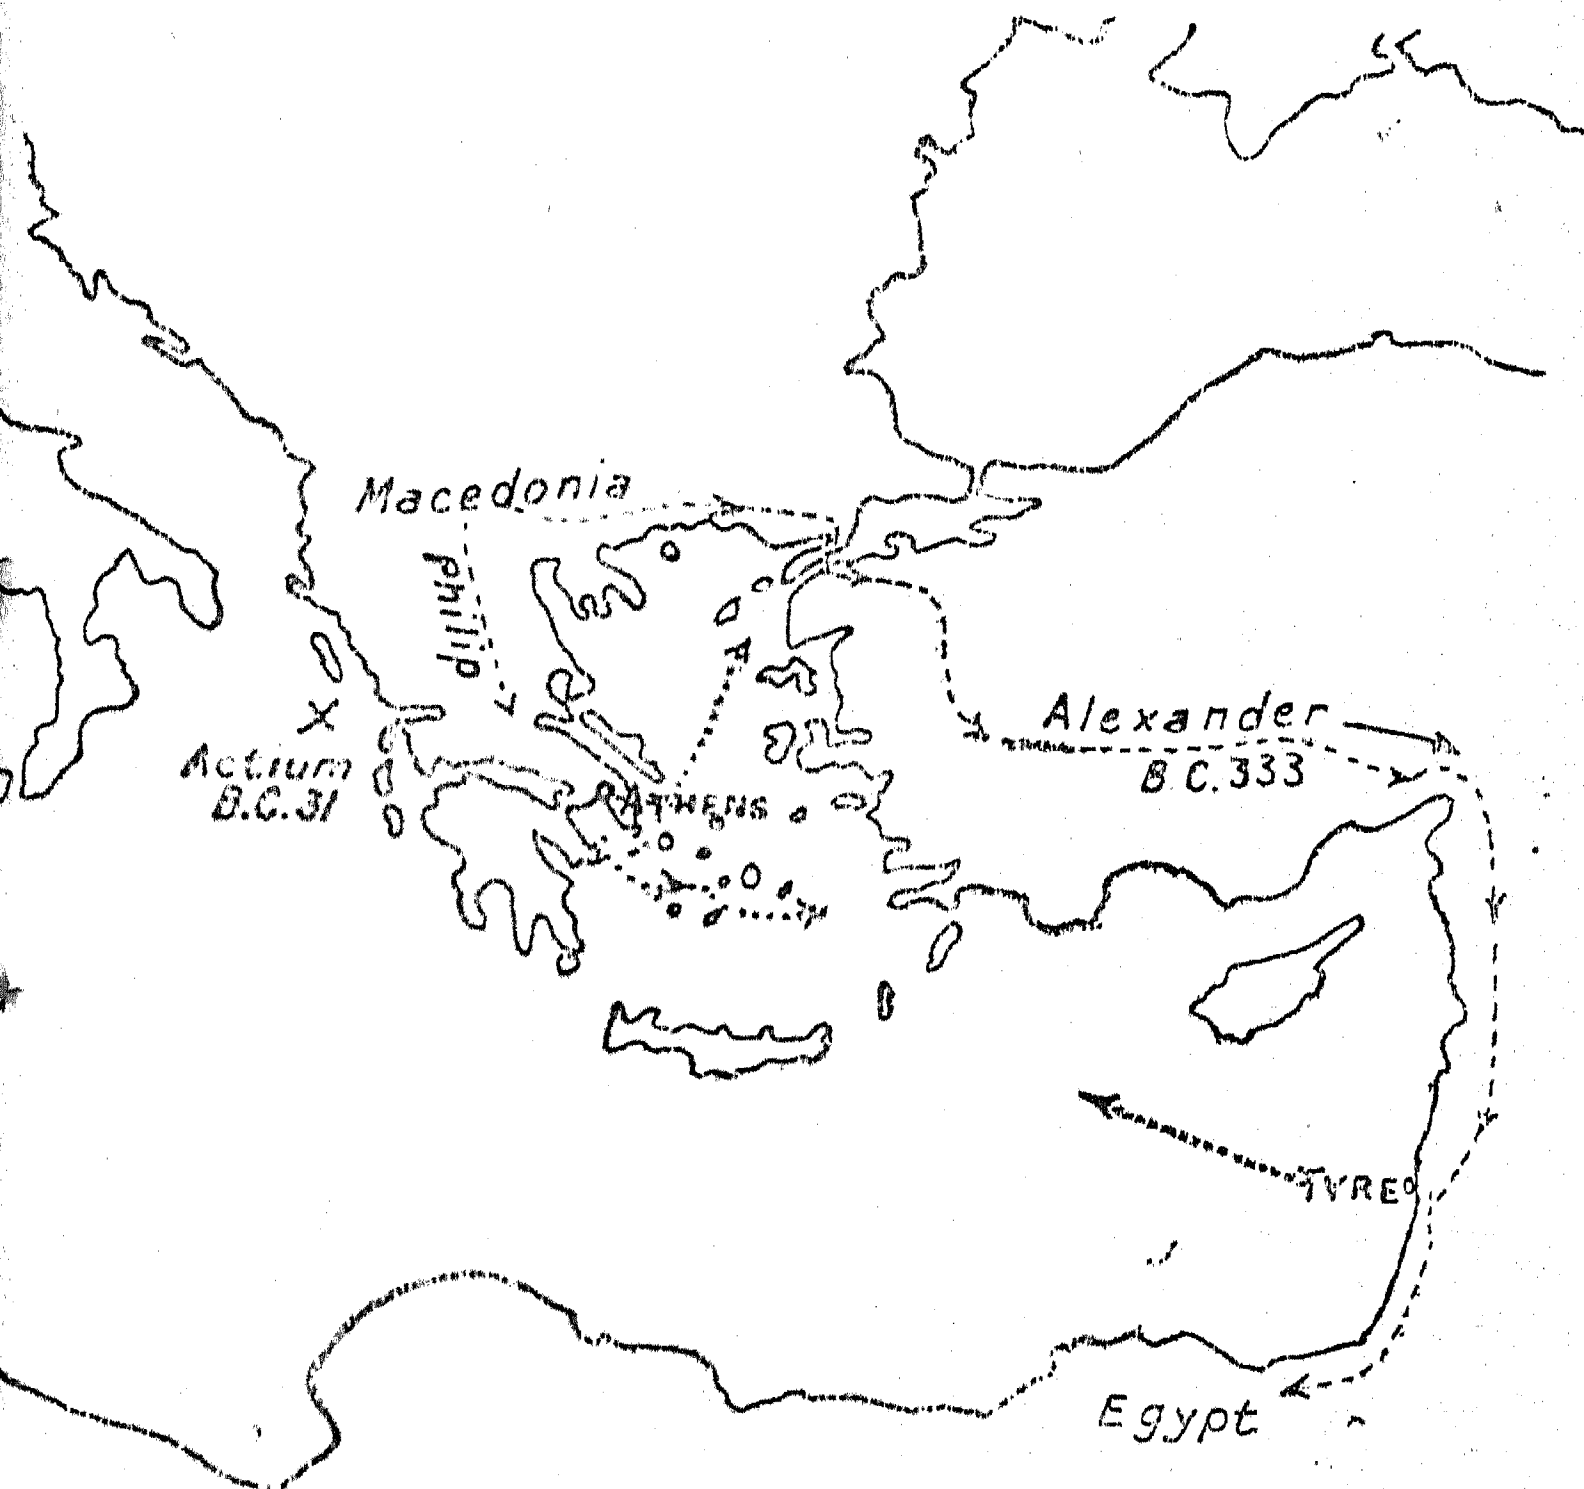 Macedonia
Philip
Alexander
B.C. 333
Actium
B.C. 31
ATHENS
TYRE
Egypt